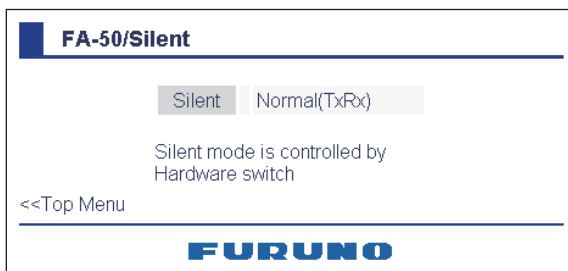 FA-50/Silent
Silent Normal(TxRx)
Silent mode is controlled by
Hardware switch
<<Top Menu
FURUNO